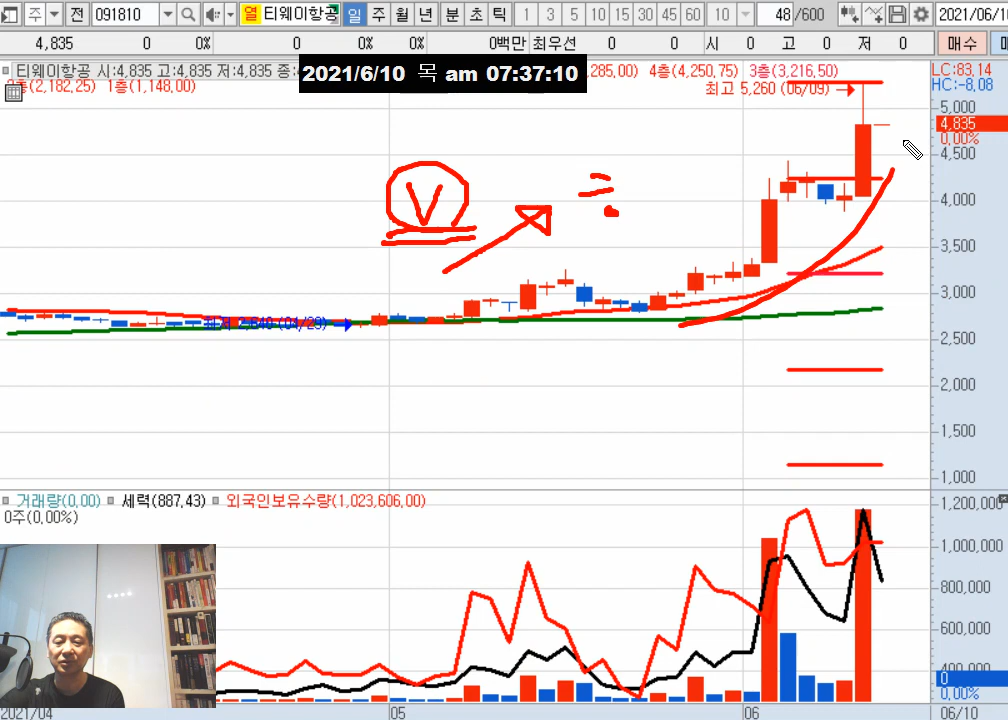 주 전 091810 열 티웨이항공 일 주 월 년 분 초 틱 1 3 5 10 15 30 45 60 10 48 /600 2021/06/10
4,835 0 0% 0 0% 0% 0백만 최우선 0 0 시 0 고 0 저 0 매수
티웨이항공 시:4,835 고:4,835 저:4,835 종:
2021/6/10 목 am 07:37:10
285,00) 4층(4,250,75) 3층(3,216,50)
LC:83,14
(2,182,25) 1층(1,148,00)
최고 5,260 (06/09)
HC:-8,08
5,000
4,835
0,00%
4,500
V
4,000
3,500
3,000
2,500
2,000
1,500
1,000
거래량(0,00) 세력(887,43) 외국인보유수량(1,023,606,00)
0주(0,00%)
1,200,000
1,000,000
800,000
600,000
400,000
0
0,00%
2021/04 05 06 06/10